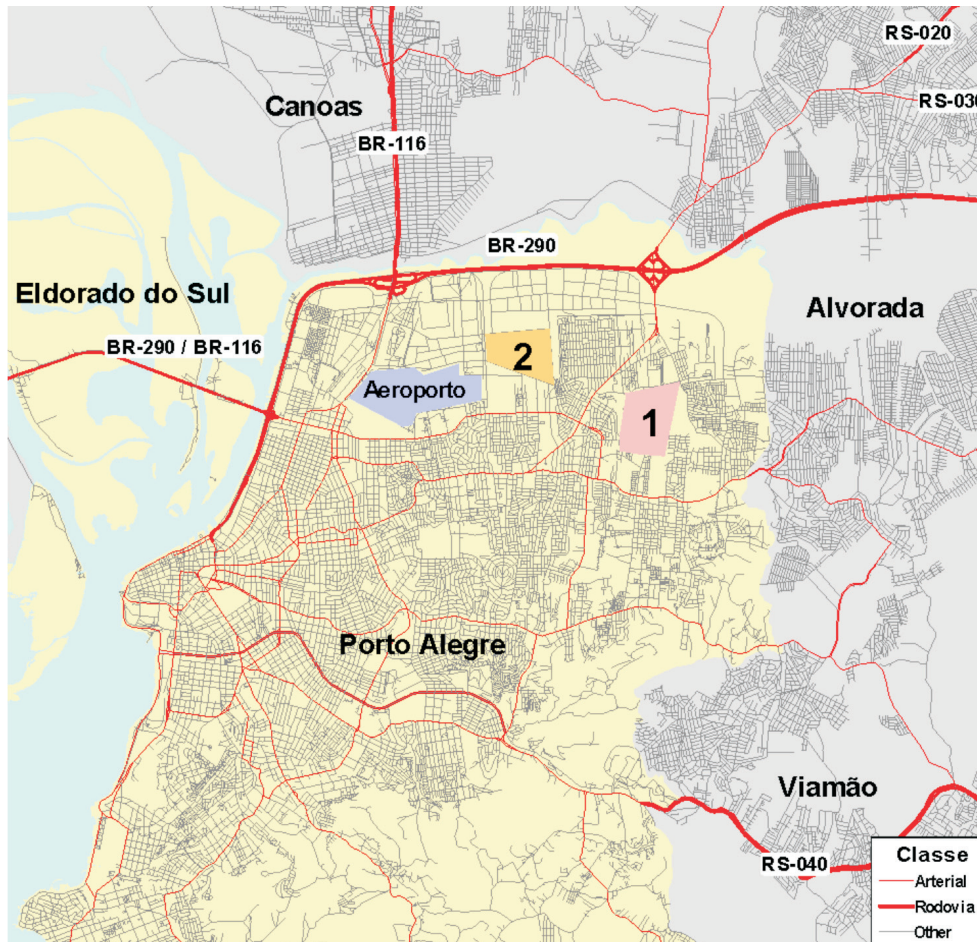 RS-020
Canoas
RS-030
BR-116
BR-290
Eldorado do Sul
Alvorada
BR-290 / BR-116
2
Aeroporto
1
Porto Alegre
Viamão
RS-040
Classe
Arterial
Rodovia
Other